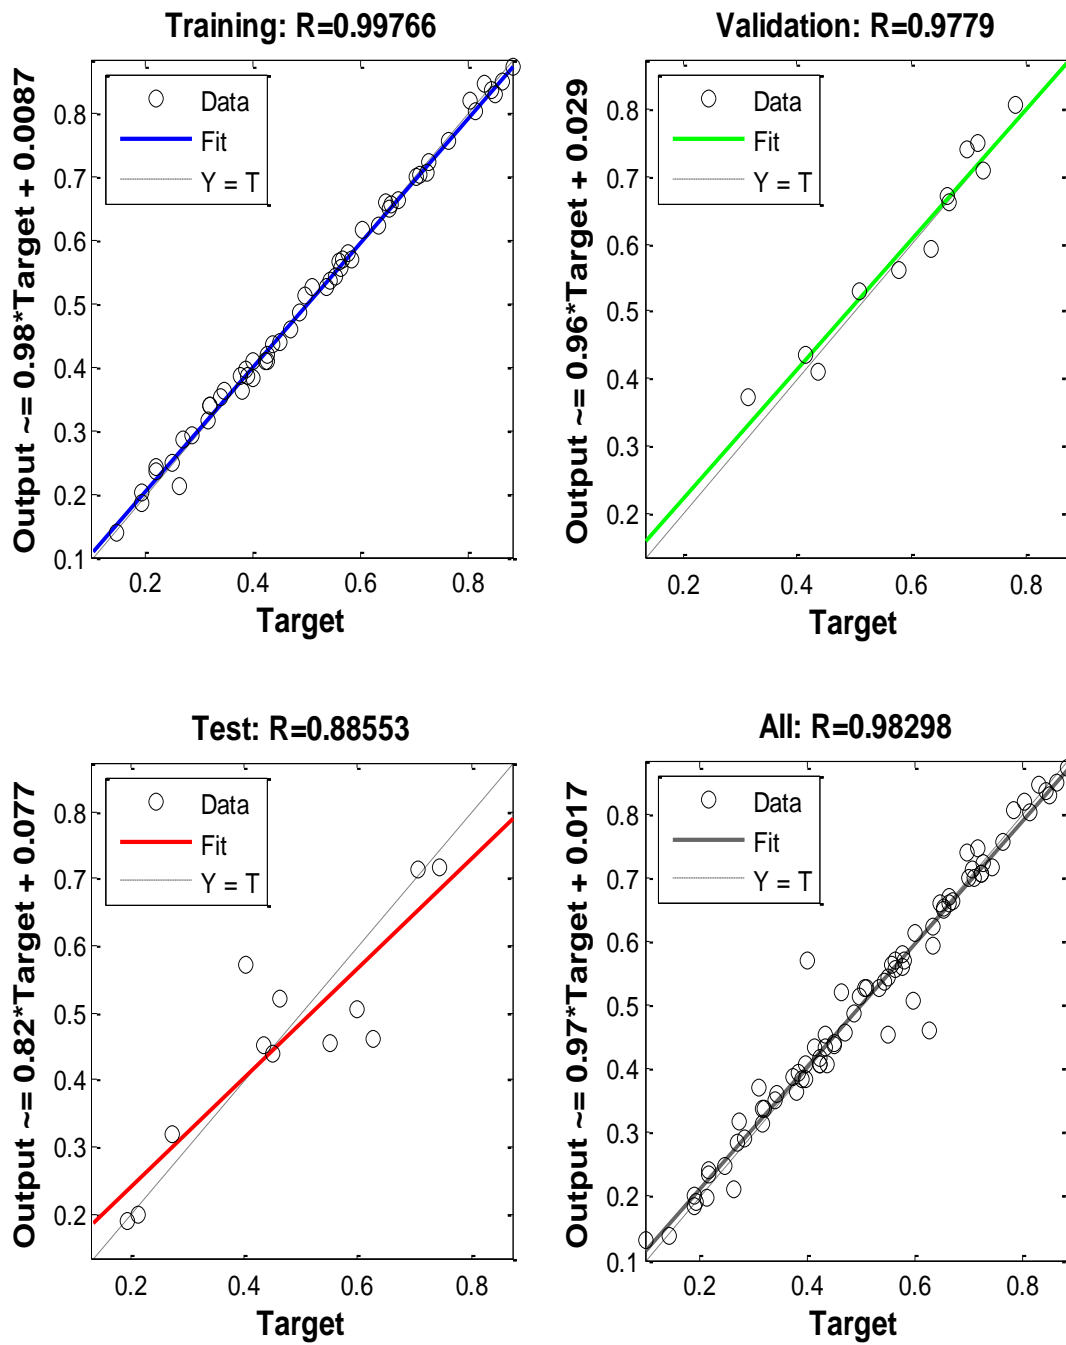 Training: R=0.99766
Output ~= 0.98*Target + 0.0087
Data
Fit
Y = T
0.8
0.7
0.6
0.5
0.4
0.3
0.2
0.1
0.2 0.4 0.6 0.8
Target
Validation: R=0.9779
Output ~= 0.96*Target + 0.029
Data
Fit
Y = T
0.8
0.7
0.6
0.5
0.4
0.3
0.2
0.2 0.4 0.6 0.8
Target
Test: R=0.88553
Output ~= 0.82*Target + 0.077
Data
Fit
Y = T
0.8
0.7
0.6
0.5
0.4
0.3
0.2
0.2 0.4 0.6 0.8
Target
All: R=0.98298
Output ~= 0.97*Target + 0.017
Data
Fit
Y = T
0.8
0.7
0.6
0.5
0.4
0.3
0.2
0.1
0.2 0.4 0.6 0.8
Target